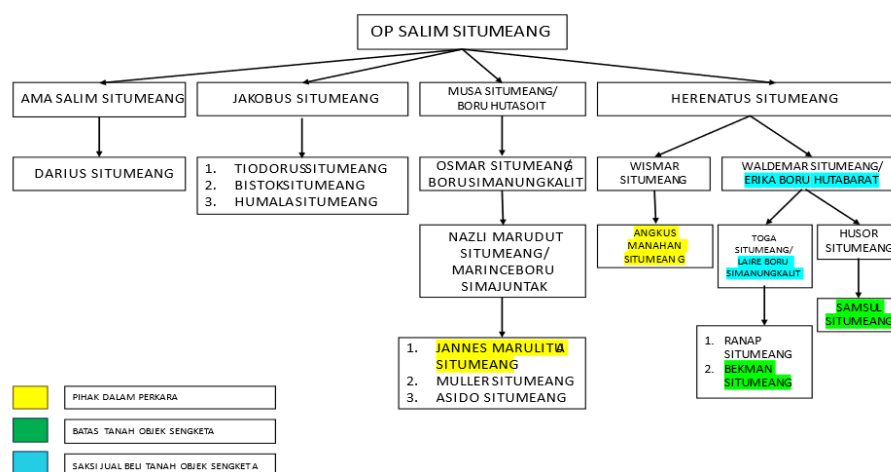 OP SALIM SITUMEANG
AMA SALIM SITUMEANG
JAKOBUS SITUMEANG
MUSA SITUMEANG/
BORU HUTASOIT
HERENATUS SITUMEANG
DARIUS SITUMEANG
1. TIODORUSSITUMEANG
2. BISTOKSITUMEANG
3. HUMALASITUMEANG
OSMAR SITUMEANG/
BORUSIMANUNGKALIT
WISMAR
SITUMEANG
WALDEMAR SITUMEANG/
ERIKA BORU HUTABARAT
NAZLI MARUDUT
SITUMEANG/
MARINCEBORU
SIMAJUNTAK
ANGKUS
MANAHAN
SITUMEANG
TOGA
SITUMEANG/
LAIRE BORU
SIMANUNGKALIT
HUSOR
SITUMEANG
SAMSUL
SITUMEANG
1. JANNES MARULITUA
SITUMEANG
2. MULLER SITUMEANG
3. ASIDO SITUMEANG
1. RANAP
SITUMEANG
2. BEKMAN
SITUMEANG
PIHAK DALAM PERKARA
BATAS TANAH OBJEK SENGKETA
SAKSI JUAL BELI TANAH OBJEK SENGKETA